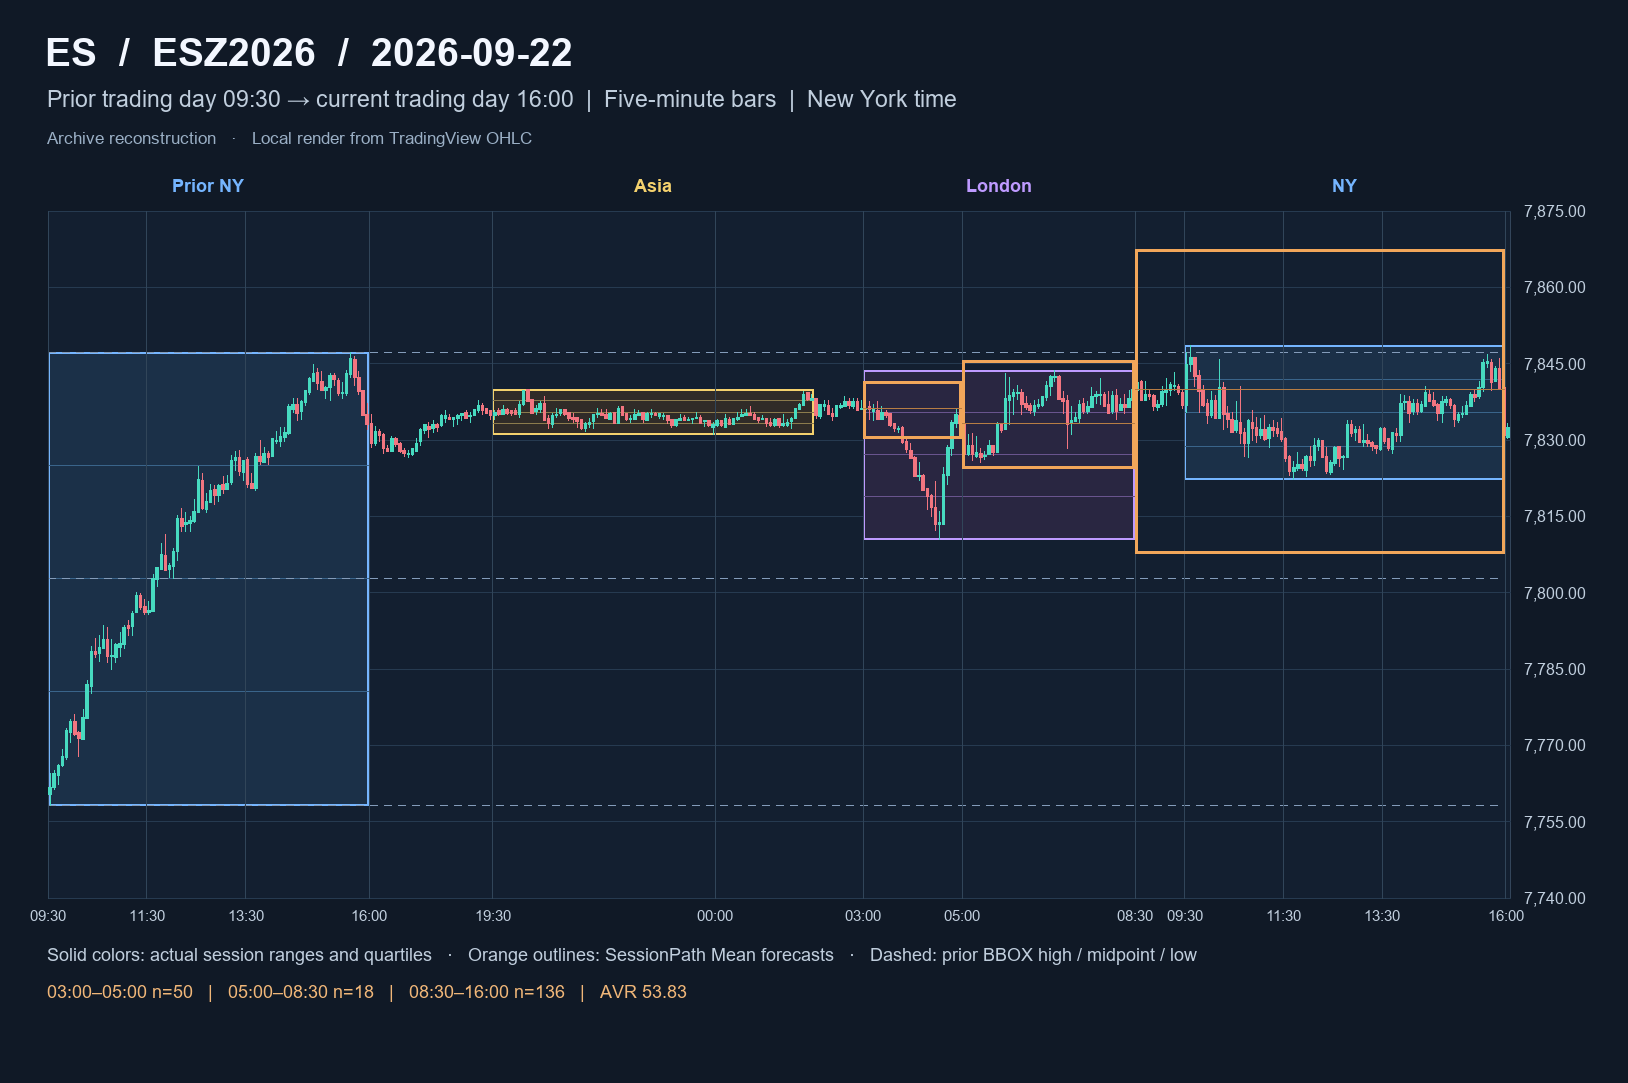 ES / ESZ2026 / 2026-09-22
Prior trading day 09:30 → current trading day 16:00 | Five-minute bars | New York time
Archive reconstruction · Local render from TradingView OHLC
Prior NY Asia London NY
7,875.00
7,860.00
7,845.00
7,830.00
7,815.00
7,800.00
7,785.00
7,770.00
7,755.00
7,740.00
09:30 11:30 13:30 16:00 19:30 00:00 03:00 05:00 08:30 09:30 11:30 13:30 16:00
Solid colors: actual session ranges and quartiles · Orange outlines: SessionPath Mean forecasts · Dashed: prior BBOX high / midpoint / low
03:00–05:00 n=50 | 05:00–08:30 n=18 | 08:30–16:00 n=136 | AVR 53.83